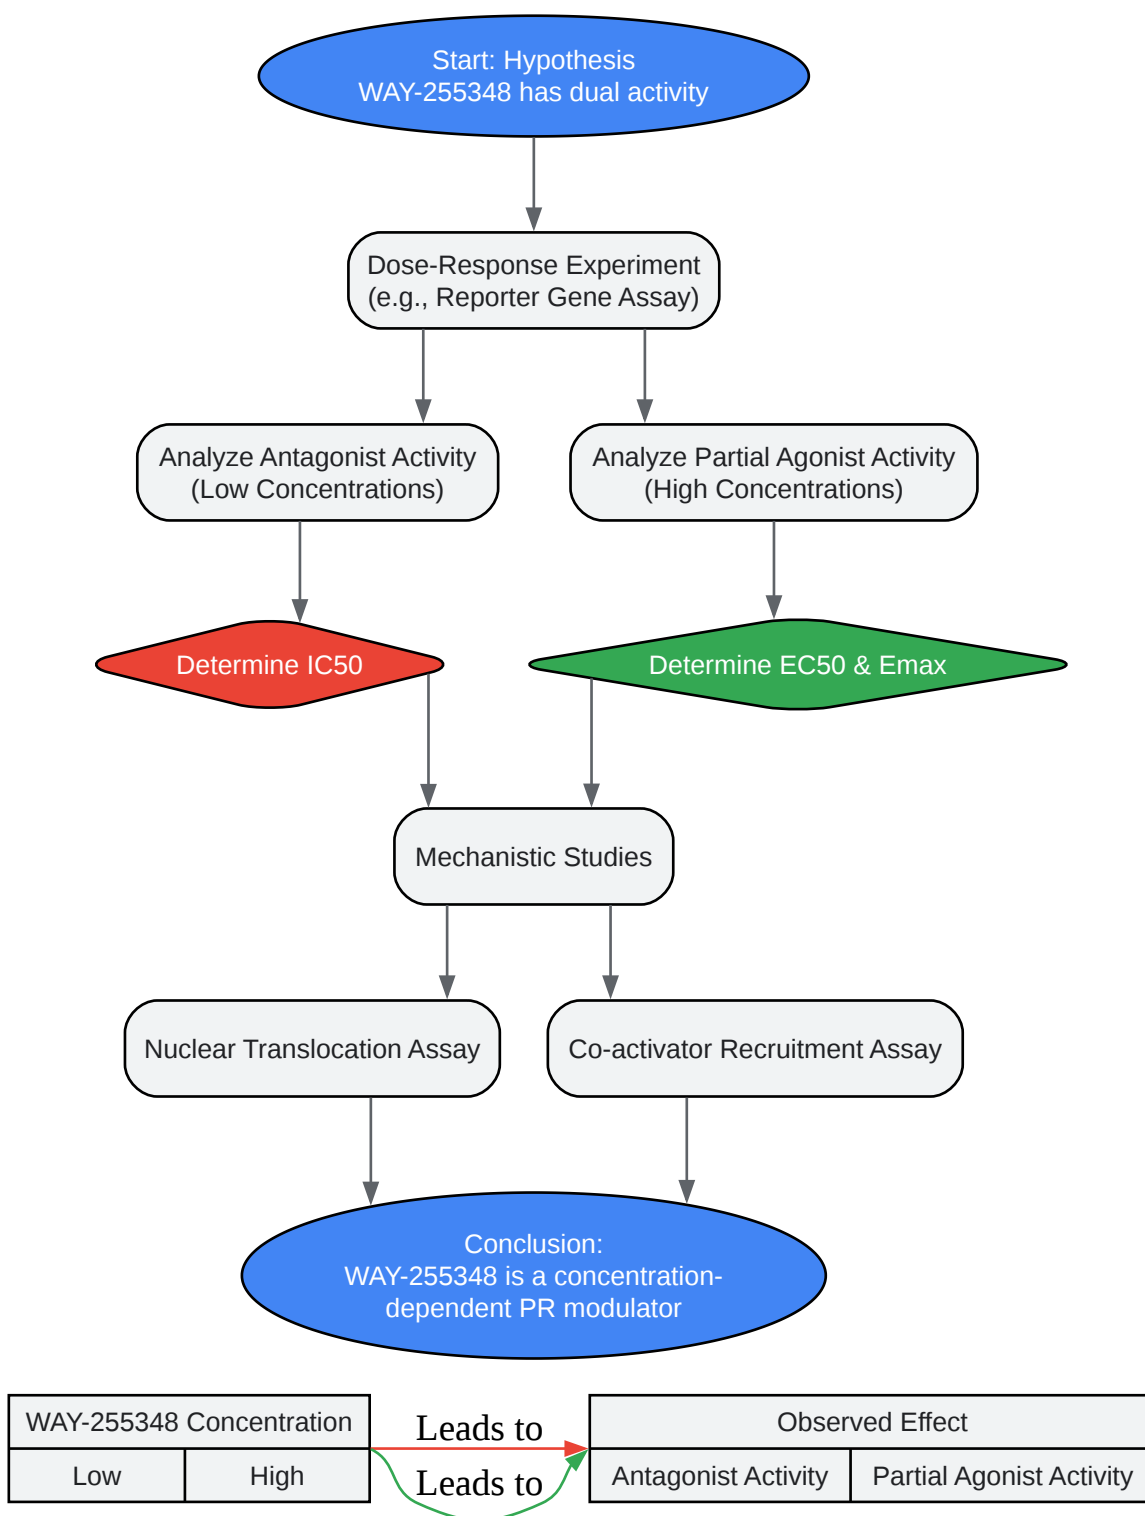 Start: Hypothesis
WAY-255348 has dual activity
Dose-Response Experiment
(e.g., Reporter Gene Assay)
Analyze Antagonist Activity
(Low Concentrations)
Analyze Partial Agonist Activity
(High Concentrations)
Determine IC50
Determine EC50 & Emax
Mechanistic Studies
Nuclear Translocation Assay
Co-activator Recruitment Assay
Conclusion:
WAY-255348 is a concentration-
dependent PR modulator
WAY-255348 Concentration
Low
High
Leads to
Leads to
Observed Effect
Antagonist Activity
Partial Agonist Activity